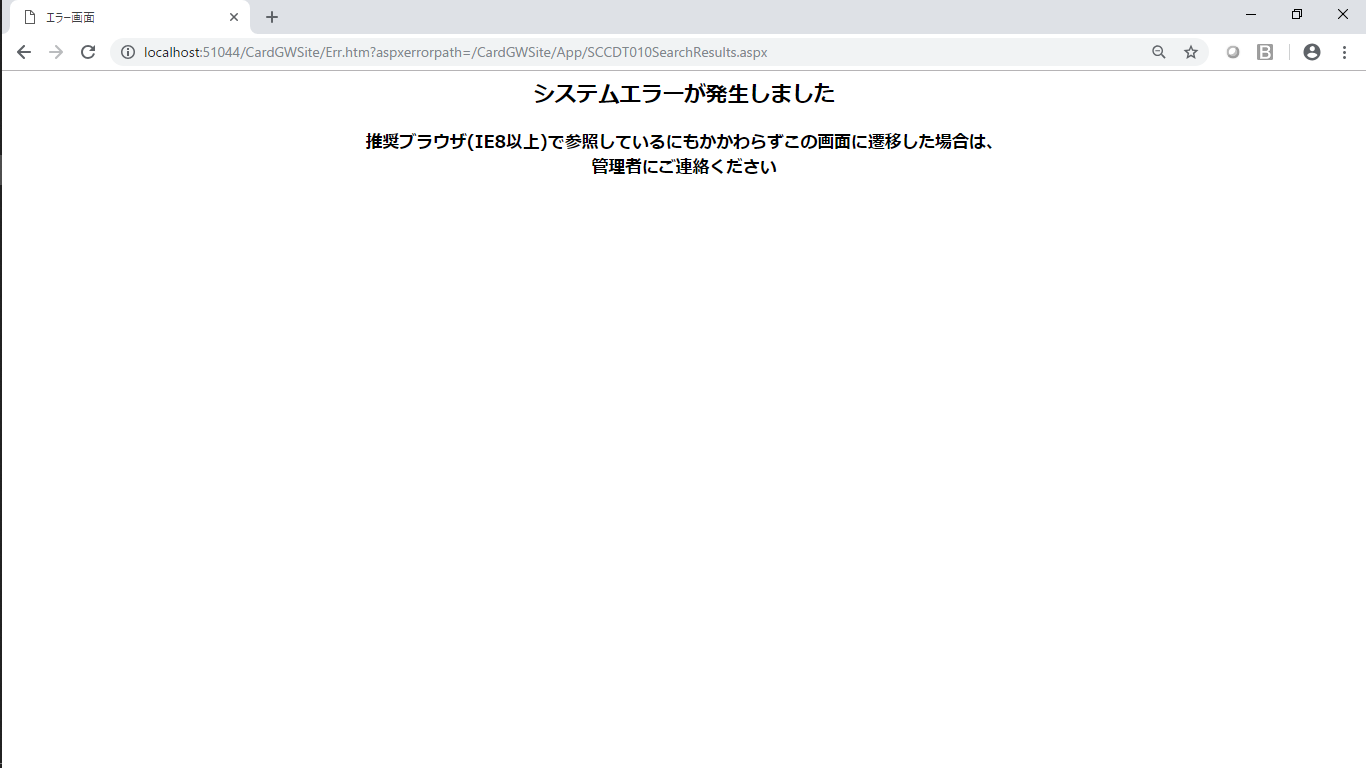 エラー画面
localhost:51044/CardGWSite/Err.htm?aspxerrorpath=/CardGWSite/App/SCCDT010SearchResults.aspx
B
システムエラーが発生しました
推奨ブラウザ(IE8以上)で参照しているにもかかわらずこの画面に遷移した場合は、
管理者にご連絡ください